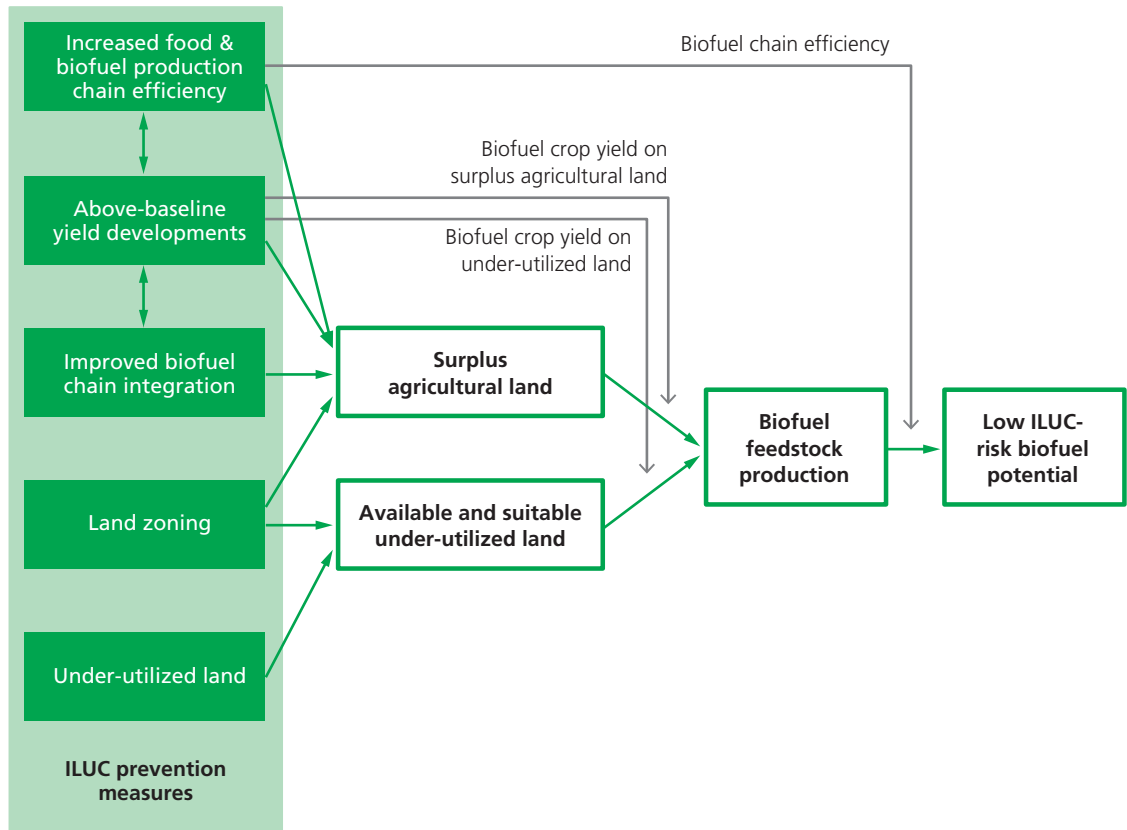 Increased food &
biofuel production
chain efficiency
Biofuel chain efficiency
Biofuel crop yield on
surplus agricultural land
Above-baseline
yield developments
Biofuel crop yield on
under-utilized land
Improved biofuel
chain integration
Surplus
agricultural land
Biofuel
feedstock
production
Low ILUC-
risk biofuel
potential
Land zoning
Available and suitable
under-utilized land
Under-utilized land
ILUC prevention
measures